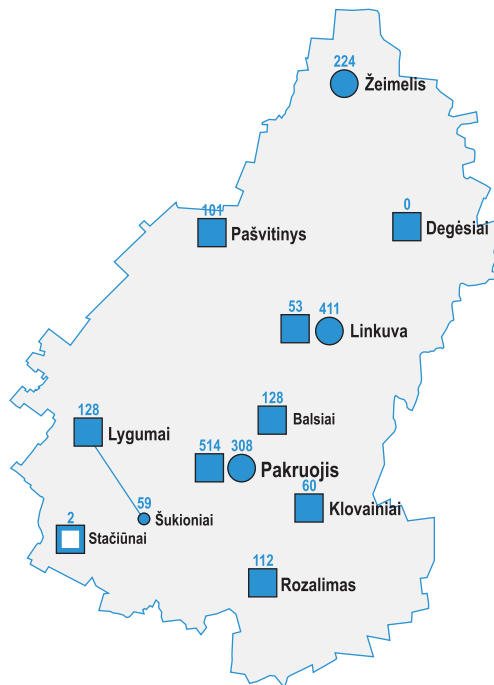 224
Žeimelis
0
Degėsiai
101
Pašvitinys
53
411
Linkuva
128
Balsiai
128
Lygumai
514
308
Pakruojis
60
Klovainiai
59
Šukioniai
2
Stačiūnai
112
Rozalimas